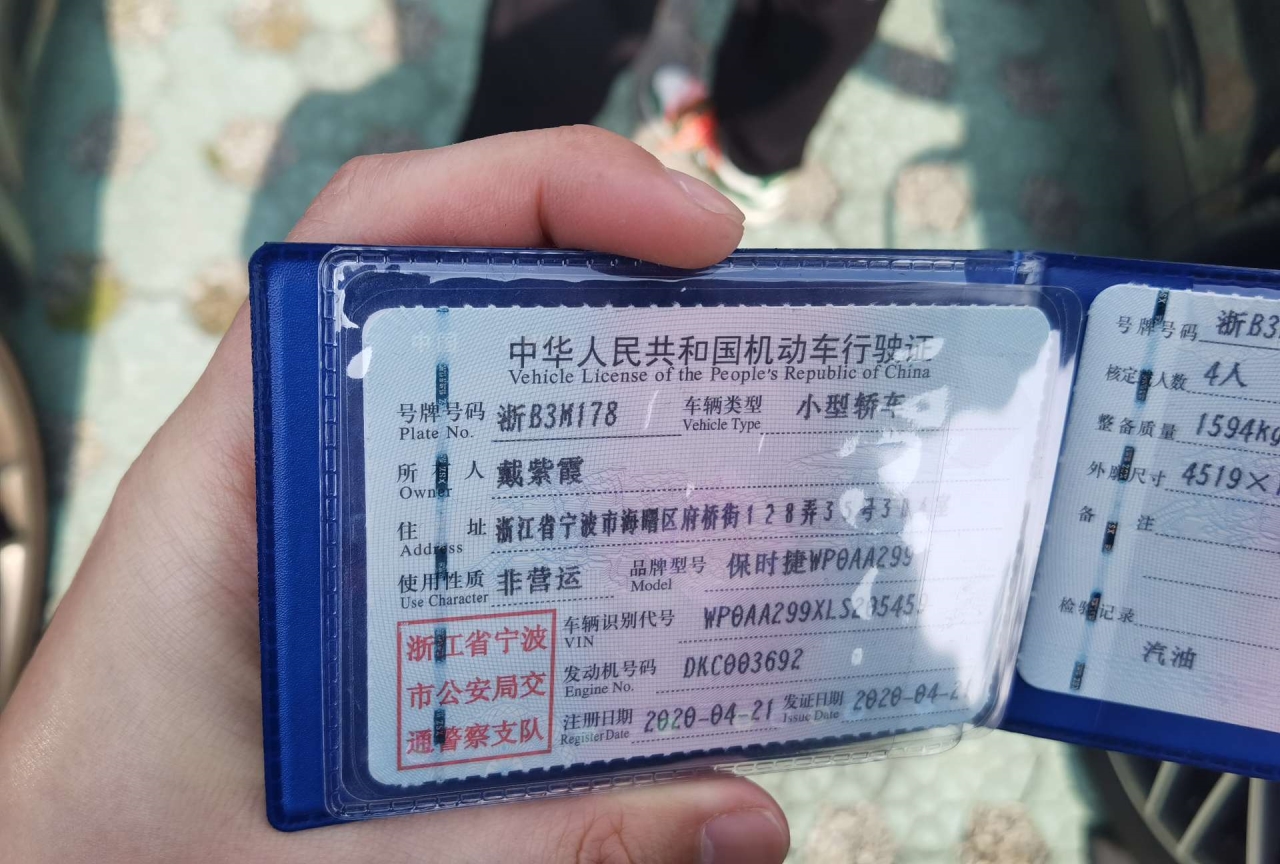 中华人民共和国机动车行驶证
Vehicle License of the People's Republic of China
号牌号码 浙B3M178 车辆类型 小型轿车
Plate No. Vehicle Type
所有人 戴紫霞
Owner
住址 浙江省宁波市海曙区府桥街128弄3
Address
使用性质 非营运 品牌型号 保时捷WP0AA299
Use Character Model
浙江省宁波
市公安局交
通警察支队
车辆识别代号 WP0AA299XLS2
VIN
发动机号码 DKC003692
Engine No.
注册日期 2020-04-21 发证日期 2020-04-2
Register Date Issue Date
号牌号码 浙B3
核定人数 4人
整备质量 1594kg
外廓尺寸 4519×
备注
检验记录
汽油